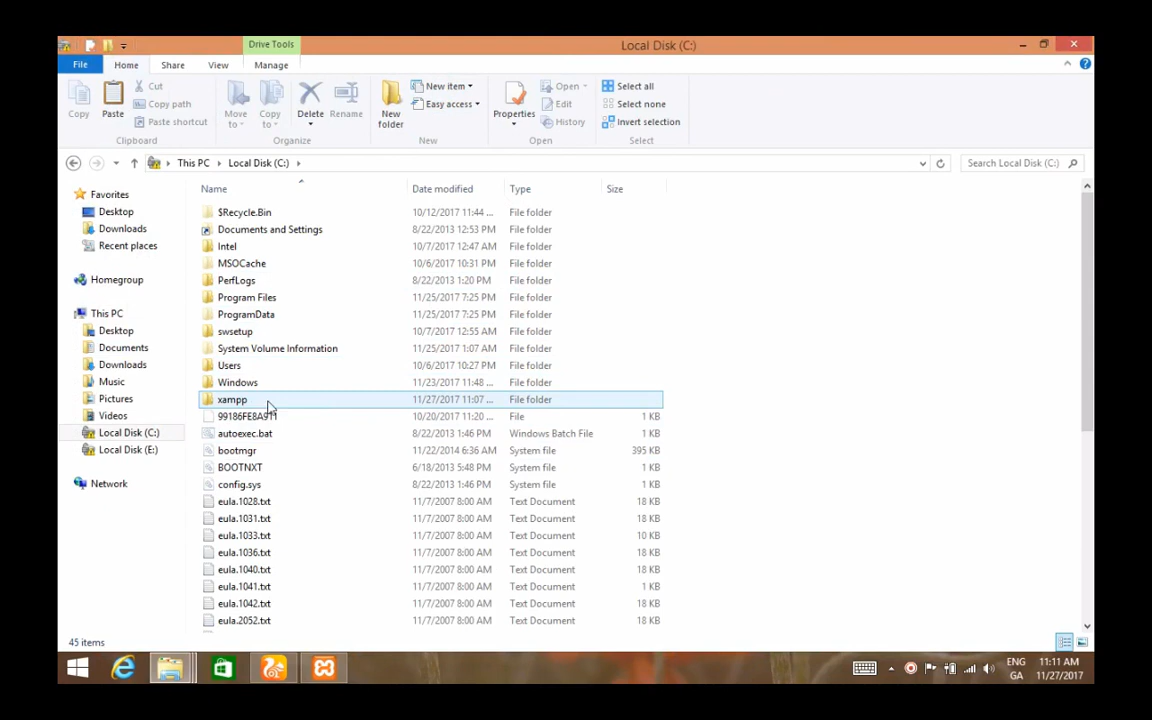 Drive Tools
Local Disk (C:)
File Home Share View Manage
Cut
Copy path
Paste shortcut
Copy Paste
Clipboard
Move to Copy to Delete Rename
Organize
New folder
New item
Easy access
New
Properties
Open
Edit
History
Open
Select all
Select none
Invert selection
Select
This PC Local Disk (C:) Search Local Disk (C:)
Favorites
Desktop
Downloads
Recent places
Homegroup
This PC
Desktop
Documents
Downloads
Music
Pictures
Videos
Local Disk (C:)
Local Disk (E:)
Network
Name Date modified Type Size
$Recycle.Bin 10/12/2017 11:44 ... File folder
Documents and Settings 8/22/2013 12:53 PM File folder
Intel 10/7/2017 12:47 AM File folder
MSOCache 10/6/2017 10:31 PM File folder
PerfLogs 8/22/2013 1:20 PM File folder
Program Files 11/25/2017 7:25 PM File folder
ProgramData 11/25/2017 7:25 PM File folder
swsetup 10/7/2017 12:55 AM File folder
System Volume Information 11/25/2017 1:07 AM File folder
Users 10/6/2017 10:27 PM File folder
Windows 11/23/2017 11:48 ... File folder
xampp 11/27/2017 11:07 ... File folder
10/20/2017 11:20 ... File 1 KB
autoexec.bat 8/22/2013 1:46 PM Windows Batch File 1 KB
bootmgr 11/22/2014 6:36 AM System file 395 KB
BOOTNXT 6/18/2013 5:48 PM System file 1 KB
config.sys 8/22/2013 1:46 PM System file 1 KB
eula.1028.txt 11/7/2007 8:00 AM Text Document 18 KB
eula.1031.txt 11/7/2007 8:00 AM Text Document 18 KB
eula.1033.txt 11/7/2007 8:00 AM Text Document 10 KB
eula.1036.txt 11/7/2007 8:00 AM Text Document 18 KB
eula.1040.txt 11/7/2007 8:00 AM Text Document 18 KB
eula.1041.txt 11/7/2007 8:00 AM Text Document 1 KB
eula.1042.txt 11/7/2007 8:00 AM Text Document 18 KB
eula.2052.txt 11/7/2007 8:00 AM Text Document 18 KB
45 items
ENG 11:11 AM
GA 11/27/2017